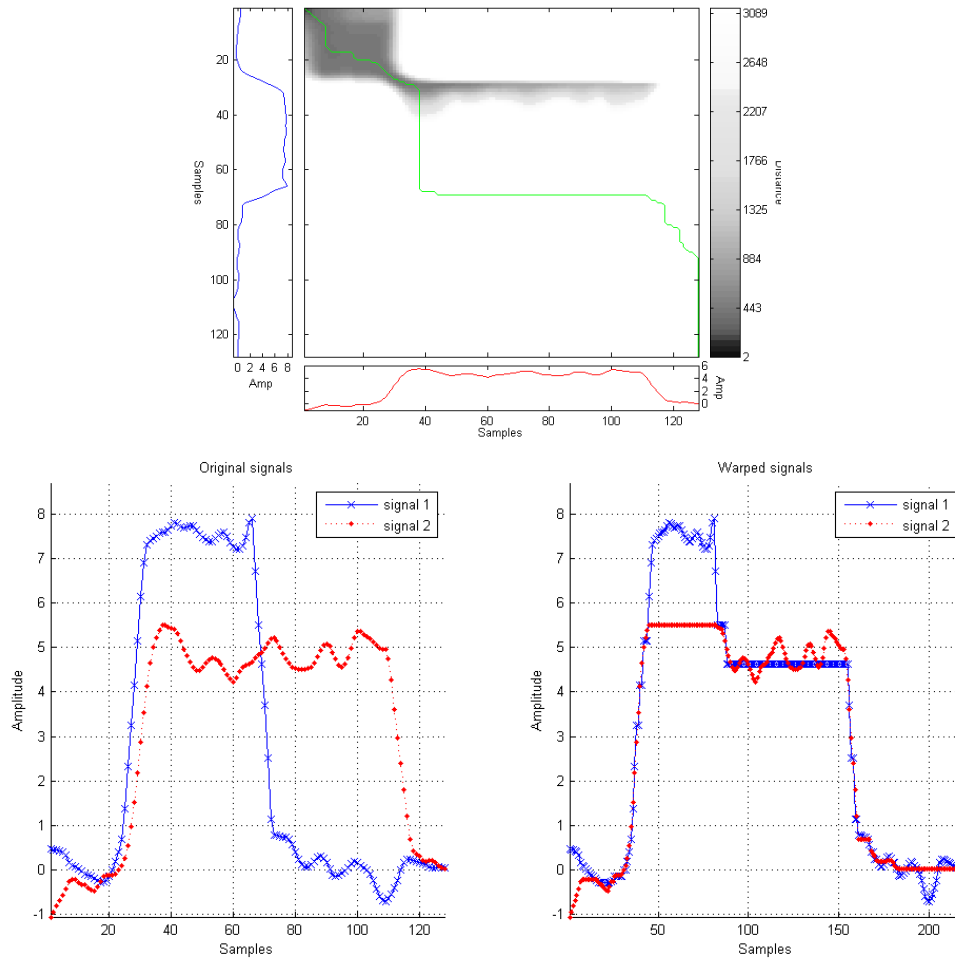 20
40
60
80
100
120
Samples
0 2 4 6 8
Amp
3089
2648
2207
1766
1325
884
443
2
Distance
6
4
2
0
Amp
20 40 60 80 100 120
Samples
Original signals
signal 1
signal 2
8
7
6
5
4
3
2
1
0
-1
Amplitude
20 40 60 80 100 120
Samples
Warped signals
signal 1
signal 2
8
7
6
5
4
3
2
1
0
-1
Amplitude
50 100 150 200
Samples